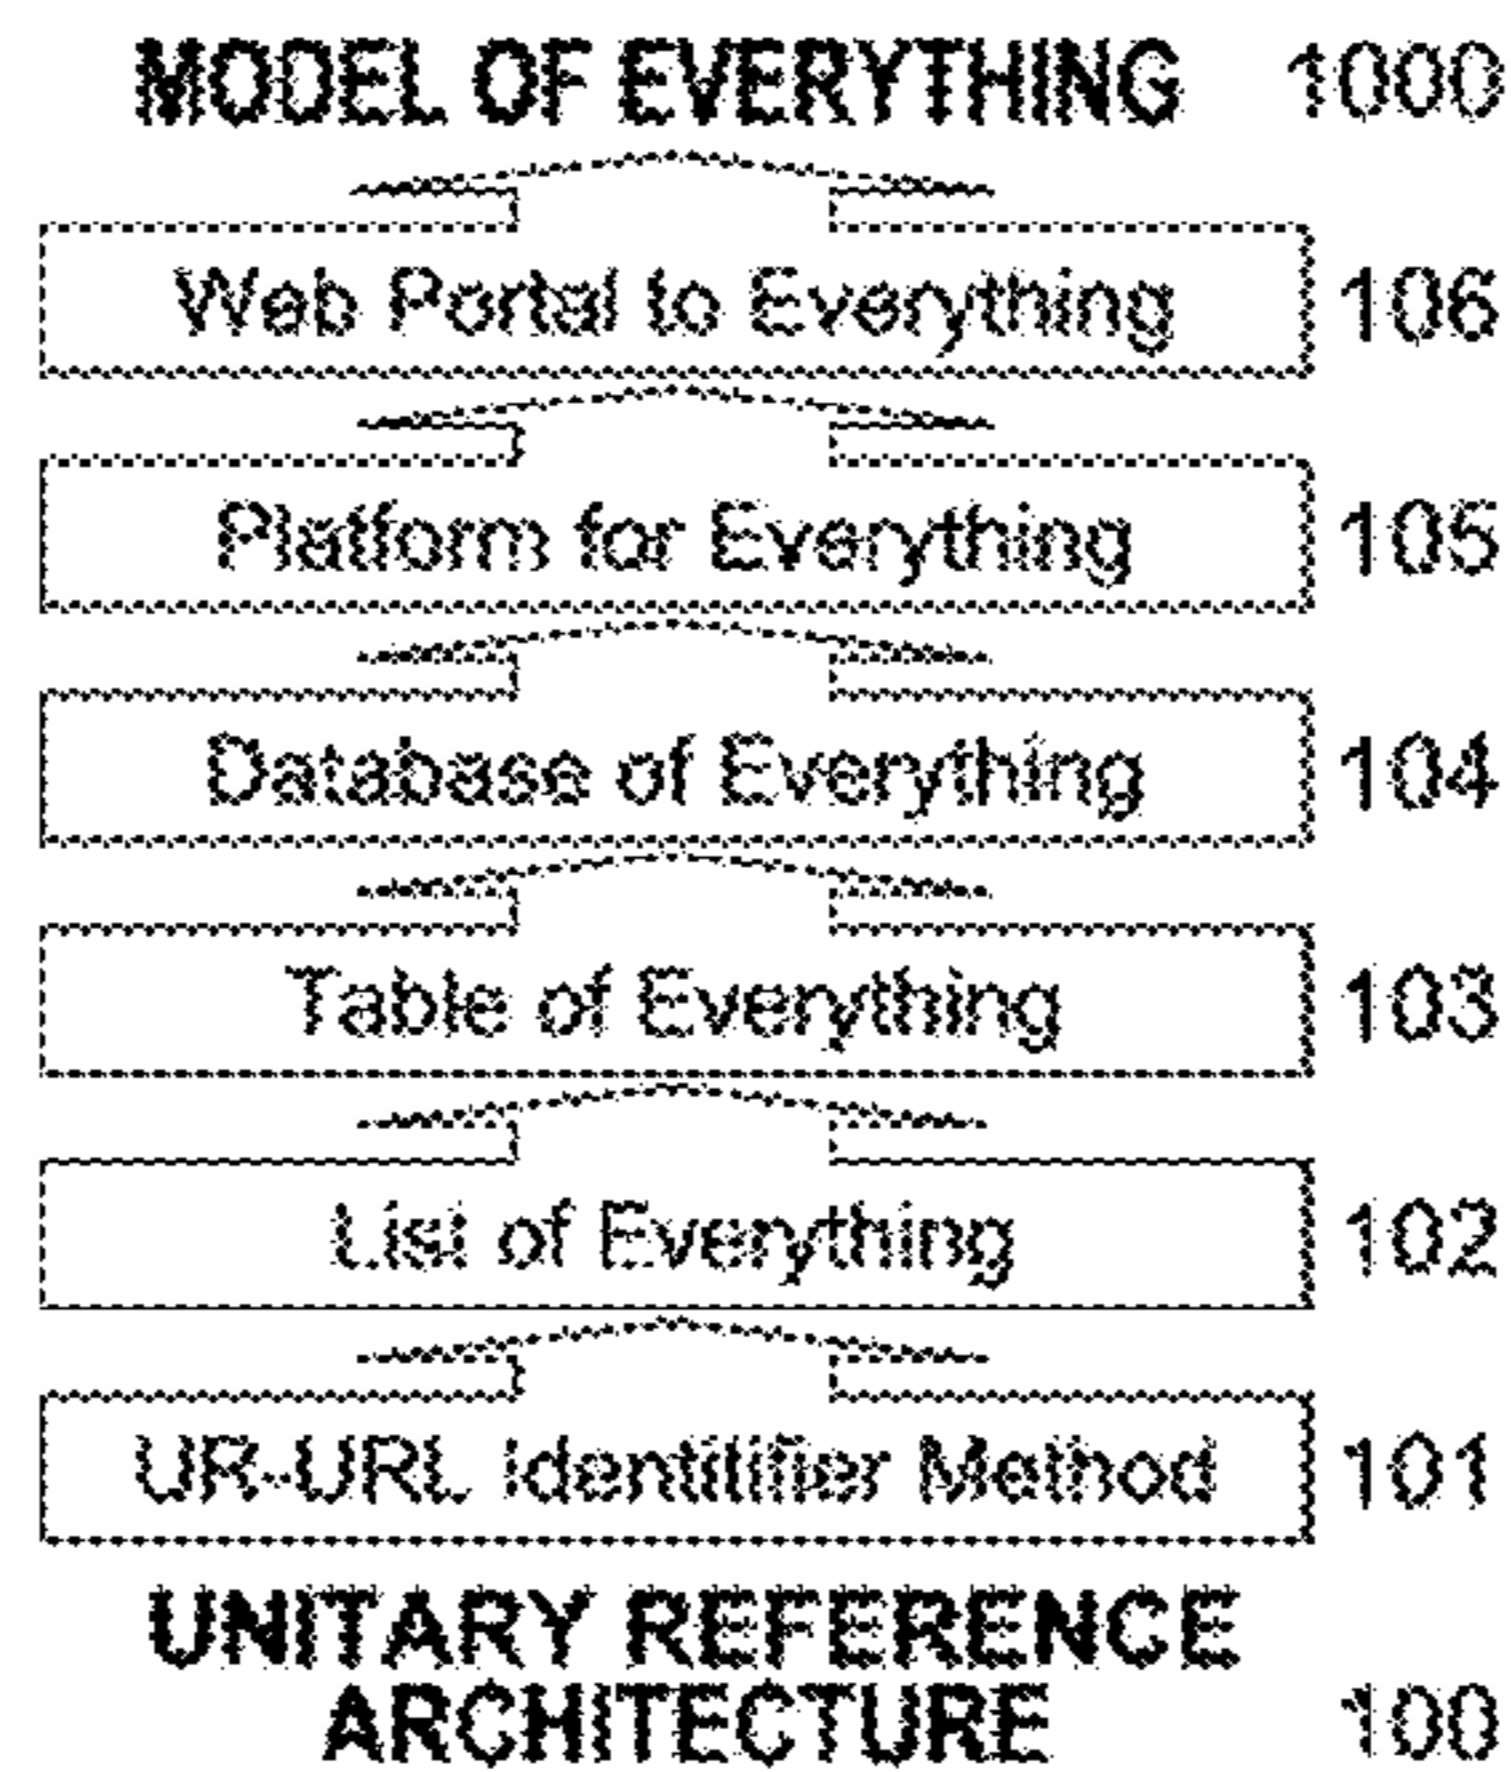 MODEL OF EVERYTHING 1000
Web Portal to Everything 106
Platform for Everything 105
Database of Everything 104
Table of Everything 103
List of Everything 102
UR-URL Identifier Method 101
UNITARY REFERENCE
ARCHITECTURE 100